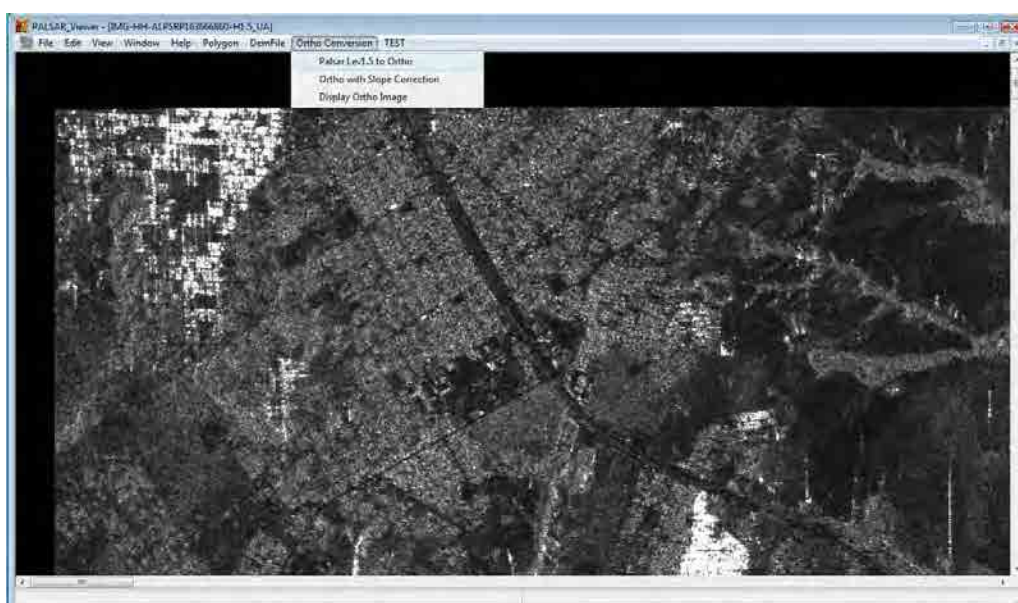 PALSAR_Viewer - [IMG-HH-ALPSRP163666860-H1.5_UA]
File Edit View Window Help Polygon DemFile Ortho Conversion TEST
Palsar Lev1.5 to Ortho
Ortho with Slope Correction
Display Ortho Image